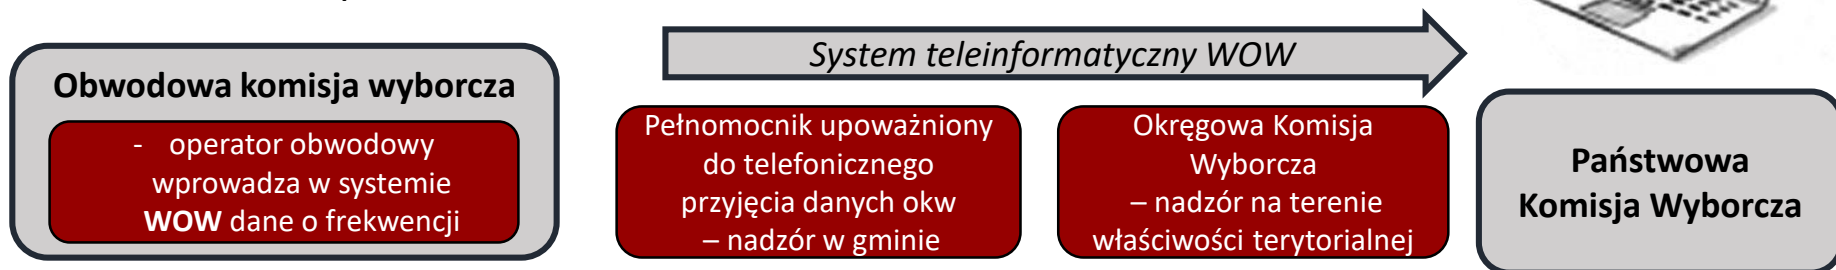 System teleinformatyczny WOW
Obwodowa komisja wyborcza
- operator obwodowy
wprowadza w systemie
WOW dane o frekwencji
Pełnomocnik upoważniony
do telefonicznego
przyjęcia danych okw
– nadzór w gminie
Okręgowa Komisja
Wyborcza
– nadzór na terenie
właściwości terytorialnej
Państwowa
Komisja Wyborcza